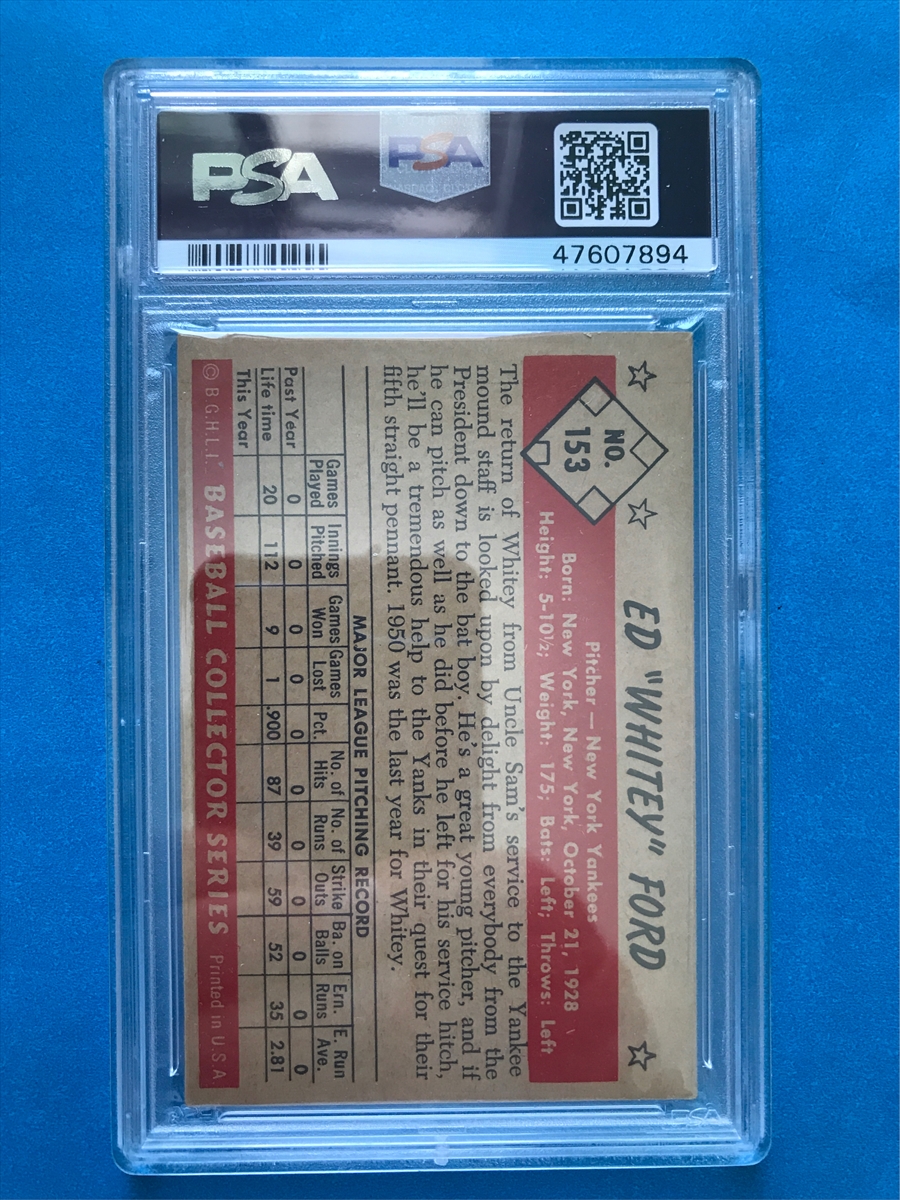 PSA
PSA
47607894
NO.
153
ED "WHITEY" FORD
Pitcher — New York Yankees
Born: New York, New York, October 21, 1928
Height: 5-10½; Weight: 175; Bats: Left; Throws: Left
The return of Whitey from Uncle Sam's service to the Yankee
mound staff is looked upon by delight from everybody from the
President down to the bat boy. He's a great young pitcher, and if
he can pitch as well as he did before he left for his service hitch,
he'll be a tremendous help to the Yanks in their quest for their
fifth straight pennant. 1950 was the last year for Whitey.
MAJOR LEAGUE PITCHING RECORD
Games Innings Games Games No. of No. of Strike Ba. on Ern. E. Run
Played Pitched Won Lost Pct. Hits Runs Outs Balls Runs Ave.
Past Year 0 0 0 0 0 0 0 0 0 0 0
Life time 20 112 9 1 .900 87 39 59 52 35 2.81
This Year
© B.G.H.L.I. BASEBALL COLLECTOR SERIES Printed in U.S.A.
PSA